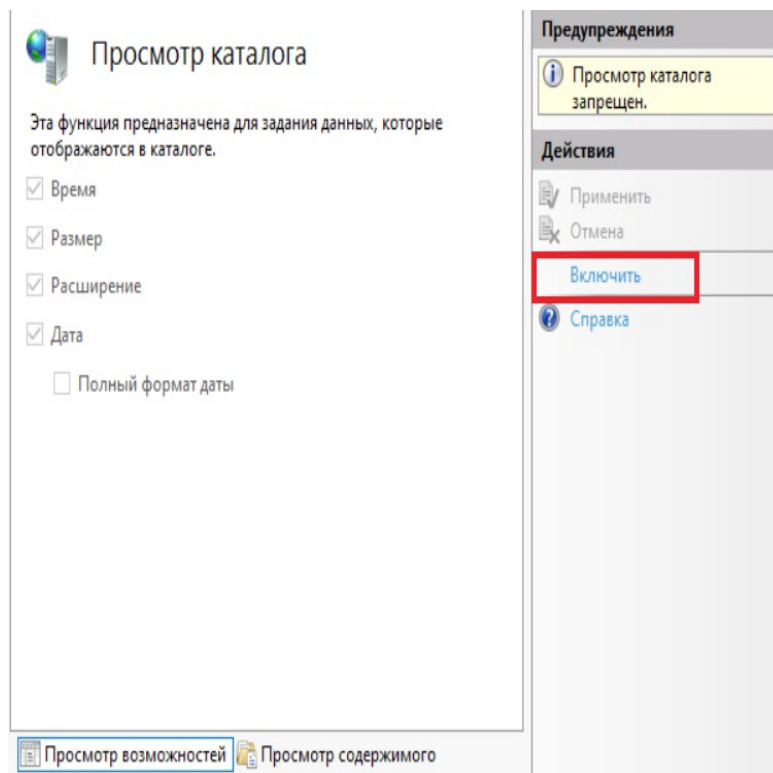 Просмотр каталога
Эта функция предназначена для задания данных, которые
отображаются в каталоге.
Время
Размер
Расширение
Дата
Полный формат даты
Просмотр возможностей
Просмотр содержимого
Предупреждения
Просмотр каталога
запрещен.
Действия
Применить
Отмена
Включить
Справка